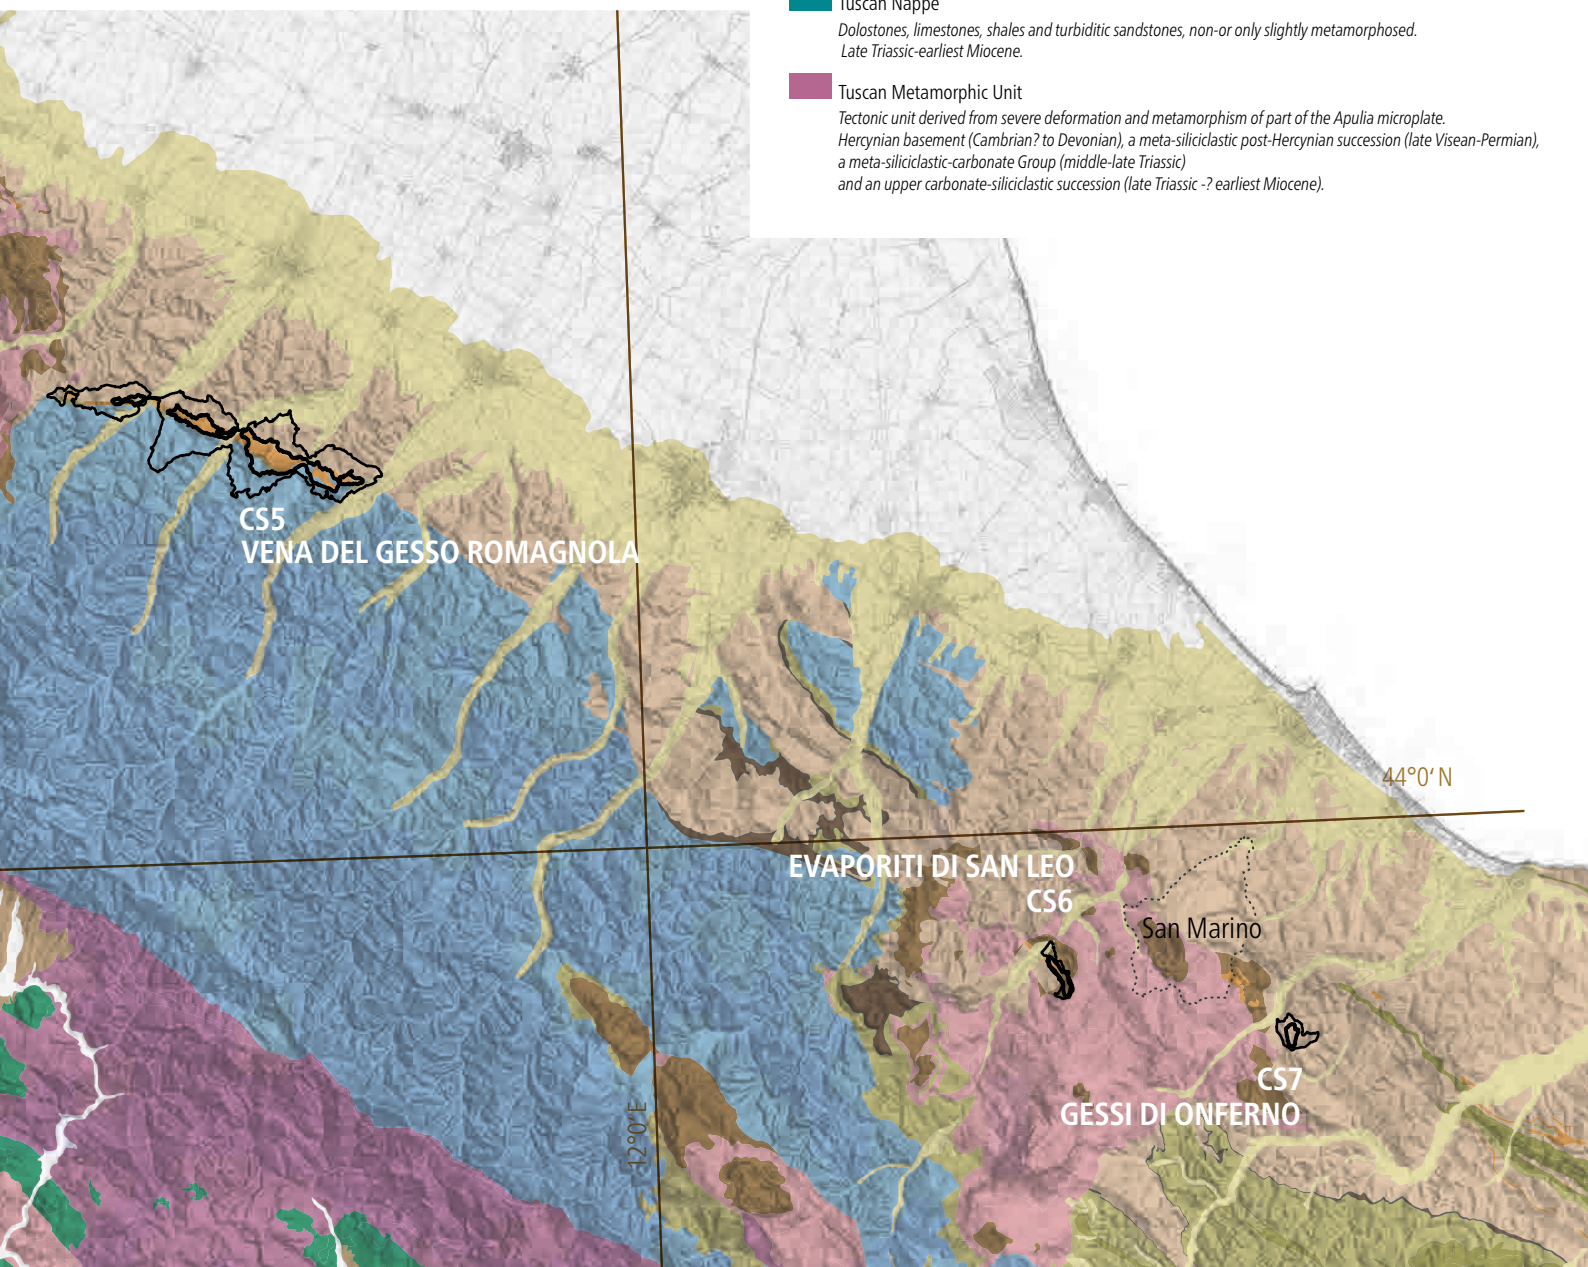 Tuscan Nappe
Dolostones, limestones, shales and turbiditic sandstones, non-or only slightly metamorphosed.
Late Triassic-earliest Miocene.
Tuscan Metamorphic Unit
Tectonic unit derived from severe deformation and metamorphism of part of the Apulia microplate.
Hercynian basement (Cambrian? to Devonian), a meta-siliciclastic post-Hercynian succession (late Visean-Permian),
a meta-siliciclastic-carbonate Group (middle-late Triassic)
and an upper carbonate-siliciclastic succession (late Triassic -? earliest Miocene).
CS5
VENA DEL GESSO ROMAGNOLA
44°0‘ N
EVAPORITI DI SAN LEO
CS6
San Marino
CS7
GESSI DI ONFERNO
12°0‘ E